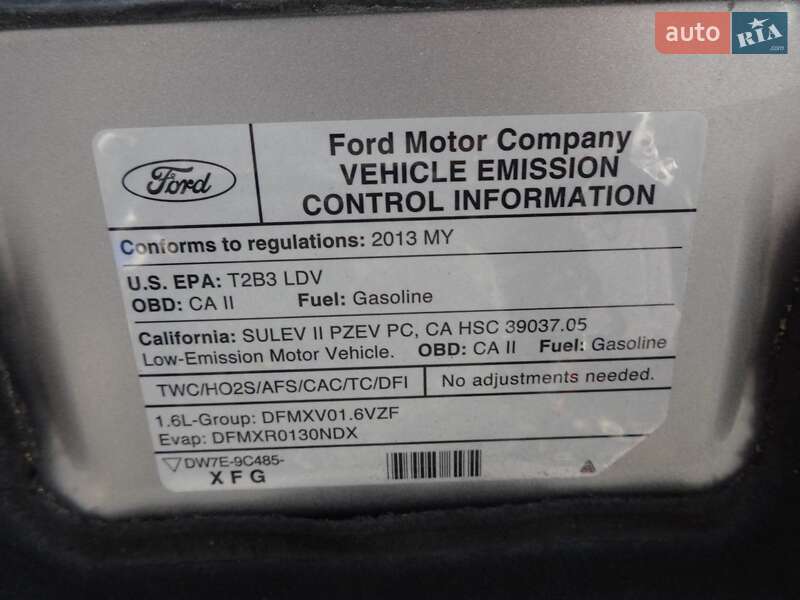 auto RIA
.com
Ford
Ford Motor Company
VEHICLE EMISSION
CONTROL INFORMATION
Conforms to regulations: 2013 MY
U.S. EPA: T2B3 LDV
OBD: CA II Fuel: Gasoline
California: SULEV II PZEV PC, CA HSC 39037.05
Low-Emission Motor Vehicle. OBD: CA II Fuel: Gasoline
TWC/HO2S/AFS/CAC/TC/DFI No adjustments needed.
1.6L-Group: DFMXV01.6VZF
Evap: DFMXR0130NDX
DW7E-9C485-
X F G